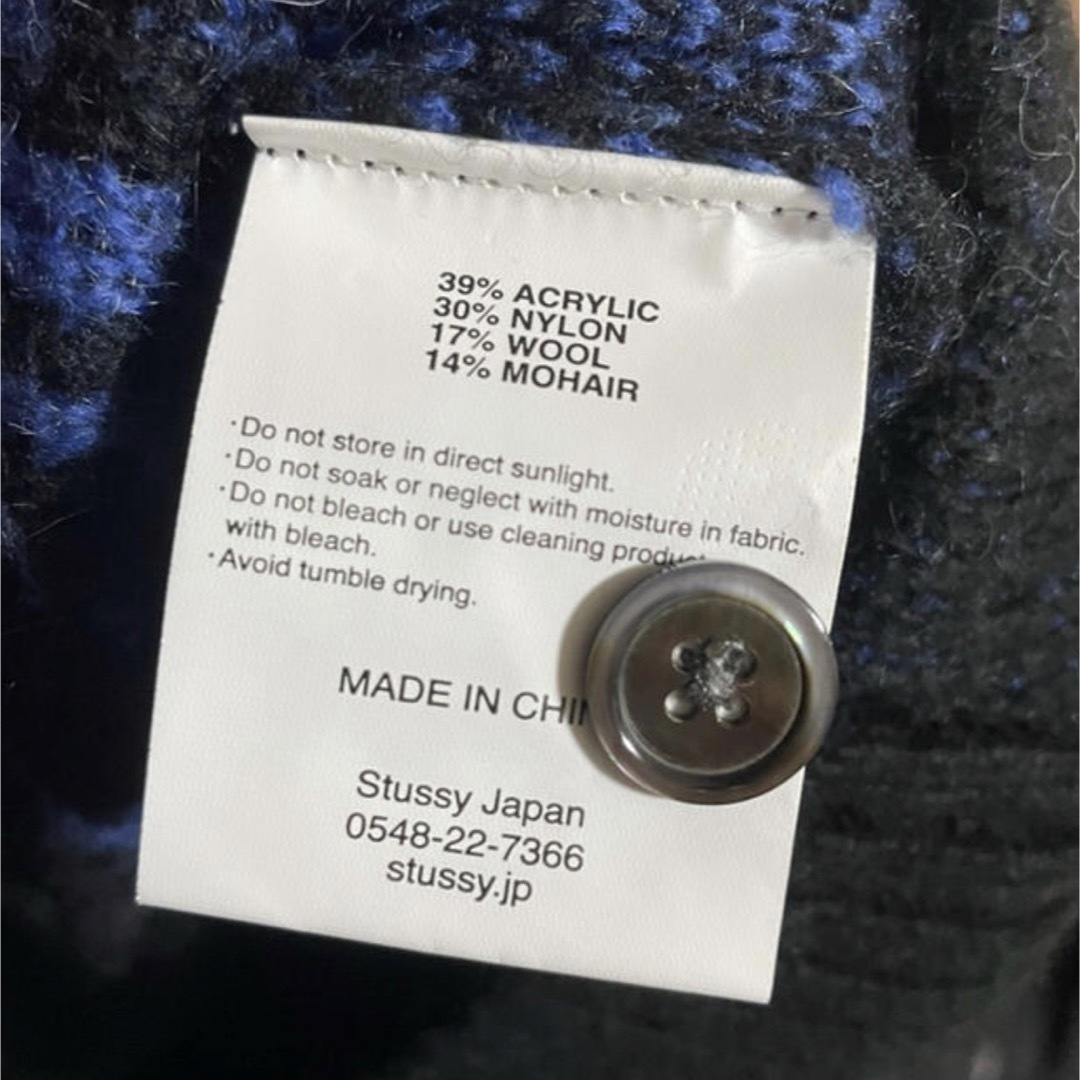 39% ACRYLIC
30% NYLON
17% WOOL
14% MOHAIR
·Do not store in direct sunlight.
·Do not soak or neglect with moisture in fabric.
·Do not bleach or use cleaning
with bleach.
·Avoid tumble drying.
MADE IN
Stussy Japan
0548-22-7366
stussy.jp